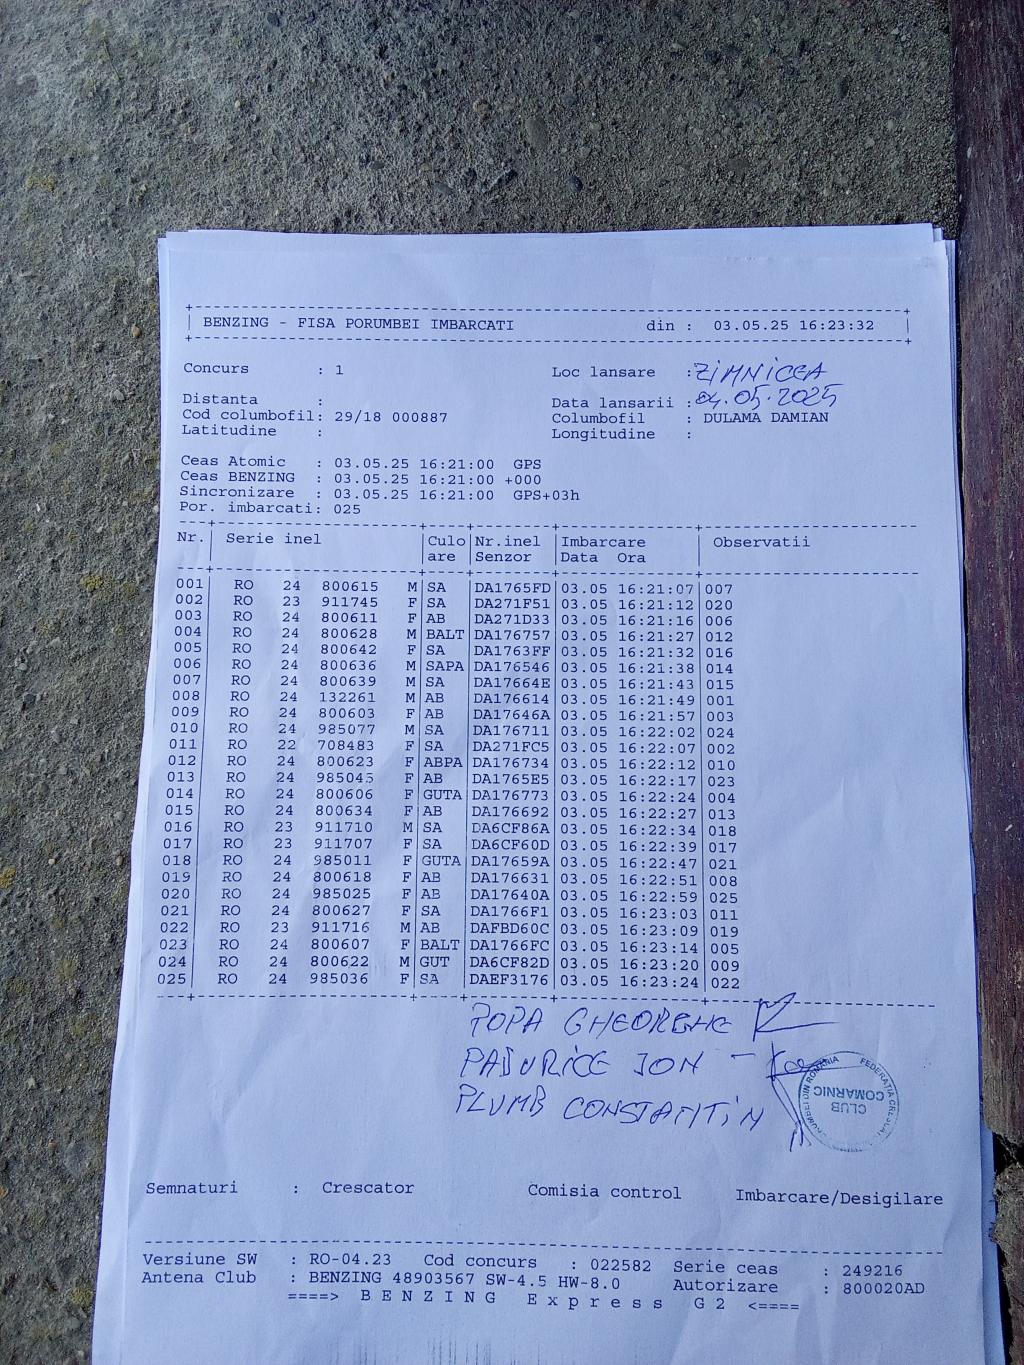 BENZING - FISA PORUMBEI IMBARCATI din : 03.05.25 16:23:32
Concurs : 1 Loc lansare : ZIMNICEA
Distanta : Data lansarii : 04.05.2025
Cod columbofil: 29/18 000887 Columbofil : DULAMA DAMIAN
Latitudine : Longitudine :
Ceas Atomic : 03.05.25 16:21:00 GPS
Ceas BENZING : 03.05.25 16:21:00 +000
Sincronizare : 03.05.25 16:21:00 GPS+03h
Por. imbarcati: 025
Nr. Serie inel Culo Nr.inel Imbarcare Observatii
are Senzor Data Ora
001 RO 24 800615 M SA DA1765FD 03.05 16:21:07 007
002 RO 23 911745 F SA DA271F51 03.05 16:21:12 020
003 RO 24 800611 F AB DA271D33 03.05 16:21:16 006
004 RO 24 800628 M BALT DA176757 03.05 16:21:27 012
005 RO 24 800642 F SA DA1763FF 03.05 16:21:32 016
006 RO 24 800636 M SAPA DA176546 03.05 16:21:38 014
007 RO 24 800639 M SA DA17664E 03.05 16:21:43 015
008 RO 24 132261 M AB DA176614 03.05 16:21:49 001
009 RO 24 800603 F AB DA17646A 03.05 16:21:57 003
010 RO 24 985077 M SA DA176711 03.05 16:22:02 024
011 RO 22 708483 F SA DA271FC5 03.05 16:22:07 002
012 RO 24 800623 F ABPA DA176734 03.05 16:22:12 010
013 RO 24 985045 F AB DA1765E5 03.05 16:22:17 023
014 RO 24 800606 F GUTA DA176773 03.05 16:22:24 004
015 RO 24 800634 F AB DA176692 03.05 16:22:27 013
016 RO 23 911710 M SA DA6CF86A 03.05 16:22:34 018
017 RO 23 911707 F SA DA6CF60D 03.05 16:22:39 017
018 RO 24 985011 F GUTA DA17659A 03.05 16:22:47 021
019 RO 24 800618 F AB DA176631 03.05 16:22:51 008
020 RO 24 985025 F AB DA17640A 03.05 16:22:59 025
021 RO 24 800627 F SA DA1766F1 03.05 16:23:03 011
022 RO 23 911716 M AB DAFBD60C 03.05 16:23:09 019
023 RO 24 800607 F BALT DA1766FC 03.05 16:23:14 005
024 RO 24 800622 M GUT DA6CF82D 03.05 16:23:20 009
025 RO 24 985036 F SA DAEF3176 03.05 16:23:24 022
POPA GHEORGHE
PADURICE ION -
PLUMB CONSTANTIN
CLUB
COMARNIC
Semnaturi : Crescator Comisia control Imbarcare/Desigilare
Versiune SW : RO-04.23 Cod concurs : 022582 Serie ceas : 249216
Antena Club : BENZING 48903567 SW-4.5 HW-8.0 Autorizare : 800020AD
====> B E N Z I N G E x p r e s s G 2 <====